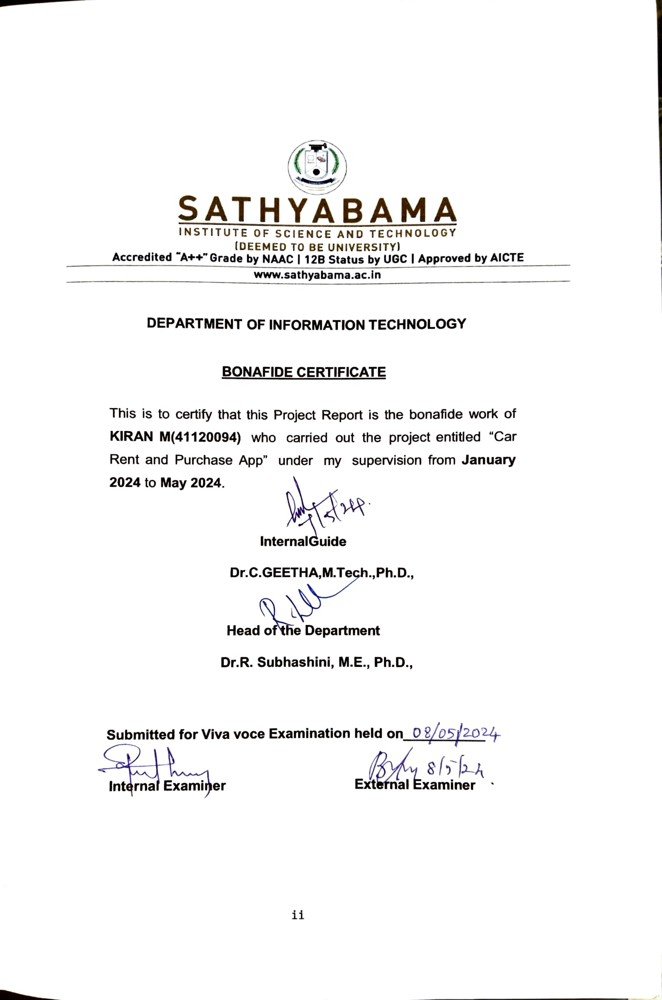 SATHYABAMA
INSTITUTE OF SCIENCE AND TECHNOLOGY
(DEEMED TO BE UNIVERSITY)
Accredited “A++” Grade by NAAC | 12B Status by UGC | Approved by AICTE
www.sathyabama.ac.in
DEPARTMENT OF INFORMATION TECHNOLOGY
BONAFIDE CERTIFICATE
This is to certify that this Project Report is the bonafide work of
KIRAN M(41120094) who carried out the project entitled “Car
Rent and Purchase App” under my supervision from January
2024 to May 2024.
InternalGuide
Dr.C.GEETHA,M.Tech.,Ph.D.,
Head of the Department
Dr.R. Subhashini, M.E., Ph.D.,
Submitted for Viva voce Examination held on 08/05/2024
8/5/24
Internal Examiner External Examiner
ii